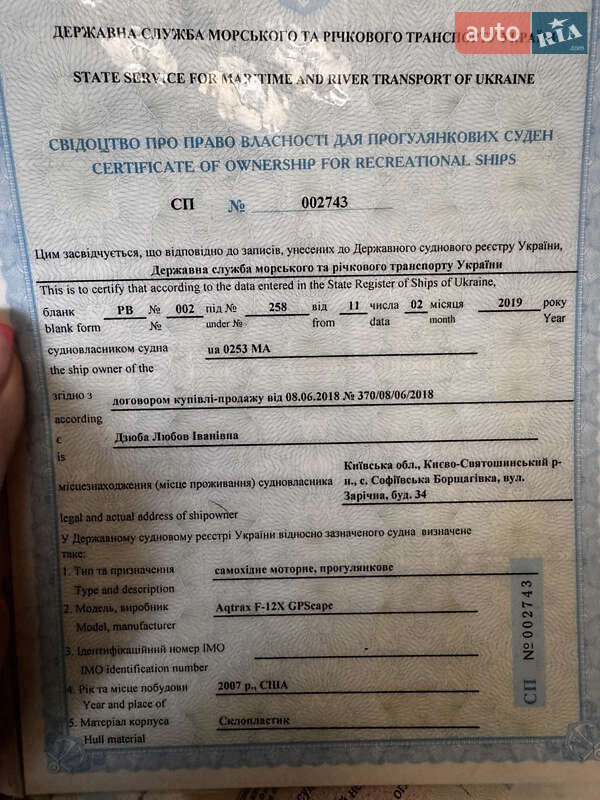 auto RIA .com
ДЕРЖАВНА СЛУЖБА МОРСЬКОГО ТА РІЧКОВОГО
STATE SERVICE FOR MARITIME AND RIVER TRANSPORT OF UKRAINE
СВІДОЦТВО ПРО ПРАВО ВЛАСНОСТІ ДЛЯ ПРОГУЛЯНКОВИХ СУДЕН
CERTIFICATE OF OWNERSHIP FOR RECREATIONAL SHIPS
СП № 002743
Цим засвідчується, що відповідно до записів, унесених до Державного суднового реєстру України,
Державна служба морського та річкового транспорту України
This is to certify that according to the data entered in the State Register of Ships of Ukraine,
бланк РВ № 002 під № 258 від 11 числа 02 місяця 2019 року
blank form № under № from data month Year
судновласником судна ua 0253 MA
the ship owner of the
згідно з договором купівлі-продажу від 08.06.2018 № 370/08/06/2018
according
є Дзюба Любов Іванівна
is
Київська обл., Києво-Святошинський р-
місцезнаходження (місце проживання) судновласника н., с. Софіївська Борщагівка, вул.
Зарічна, буд. 34
legal and actual address of shipowner
У Державному судновому реєстрі України відносно зазначеного судна визначене
таке:
1. Тип та призначення самохідне моторне, прогулянкове
Type and description
2. Модель, виробник Aqtrax F-12X GPScape
Model, manufacturer
3. Ідентифікаційний номер ІМО -
IMO identification number
4. Рік та місце побудови 2007 р., США
Year and place of
5. Матеріал корпуса Склопластик
Hull material
СП № 002743